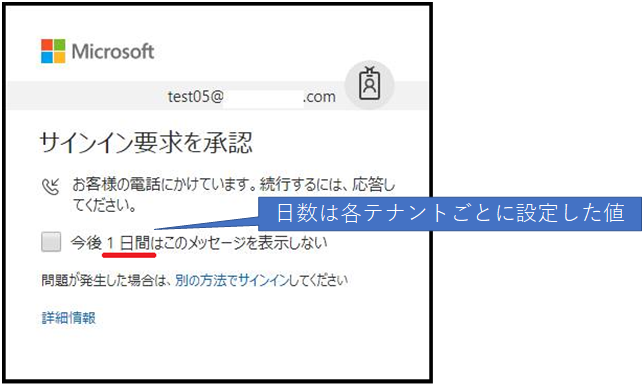 Microsoft
test05@ .com
サインイン要求を承認
お客様の電話にかけています。続行するには、応答し
てください。
日数は各テナントごとに設定した値
今後 1 日間はこのメッセージを表示しない
問題が発生した場合は、別の方法でサインインしてください
詳細情報